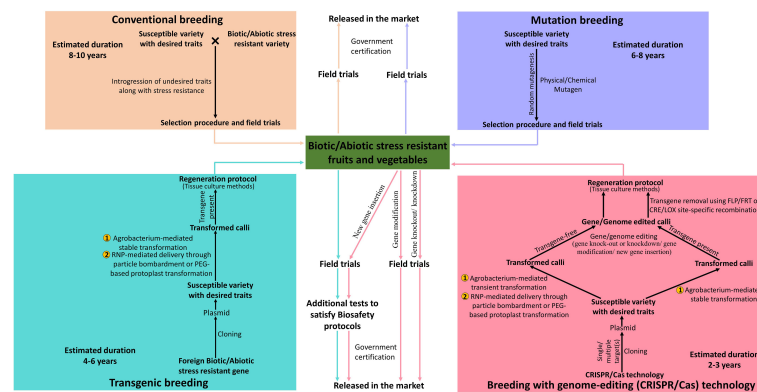 Conventional breeding
Susceptible variety
with desired traits
Biotic/Abiotic stress
resistant variety
Estimated duration
8-10 years
Introgression of undesired traits
along with stress resistance
Selection procedure and field trials
Released in the market
Government
certification
Field trials
Field trials
Mutation breeding
Susceptible variety
with desired traits
Estimated duration
6-8 years
Random mutagenesis
Physical/Chemical
Mutagen
Selection procedure and field trials
Biotic/Abiotic stress resistant
fruits and vegetables
Regeneration protocol
(Tissue culture methods)
Transgene
present
Transformed calli
1 Agrobacterium-mediated
stable transformation
2 RNP-mediated delivery through
particle bombardment or PEG-
based protoplast transformation
Susceptible variety
with desired traits
Plasmid
Cloning
Estimated duration
4-6 years
Foreign Biotic/Abiotic
stress resistant gene
Transgenic breeding
New gene insertion
Gene modification
Gene knockout/ knockdown
Field trials
Field trials
Additional tests to
satisfy Biosafety
protocols
Government
certification
Released in the market
Regeneration protocol
(Tissue culture methods)
Transgene removal using FLP/FRT o
CRE/LOX site-specific recombinatio
Gene/Genome edited calli
Transgene-free
Gene/genome editing
(gene knock-out or knockdown/ gene
modification/ new gene insertion)
Transgene present
Transformed calli
Transformed calli
1 Agrobacterium-mediated
transient transformation
2 RNP-mediated delivery through
particle bombardment or PEG-
based protoplast transformation
1 Agrobacterium-mediated
stable transformation
Susceptible variety
with desired traits
Plasmid
Single/
multiple
target(s)
Cloning
CRISPR/Cas technology
Estimated duration
2-3 years
Breeding with genome-editing (CRISPR/Cas) technology